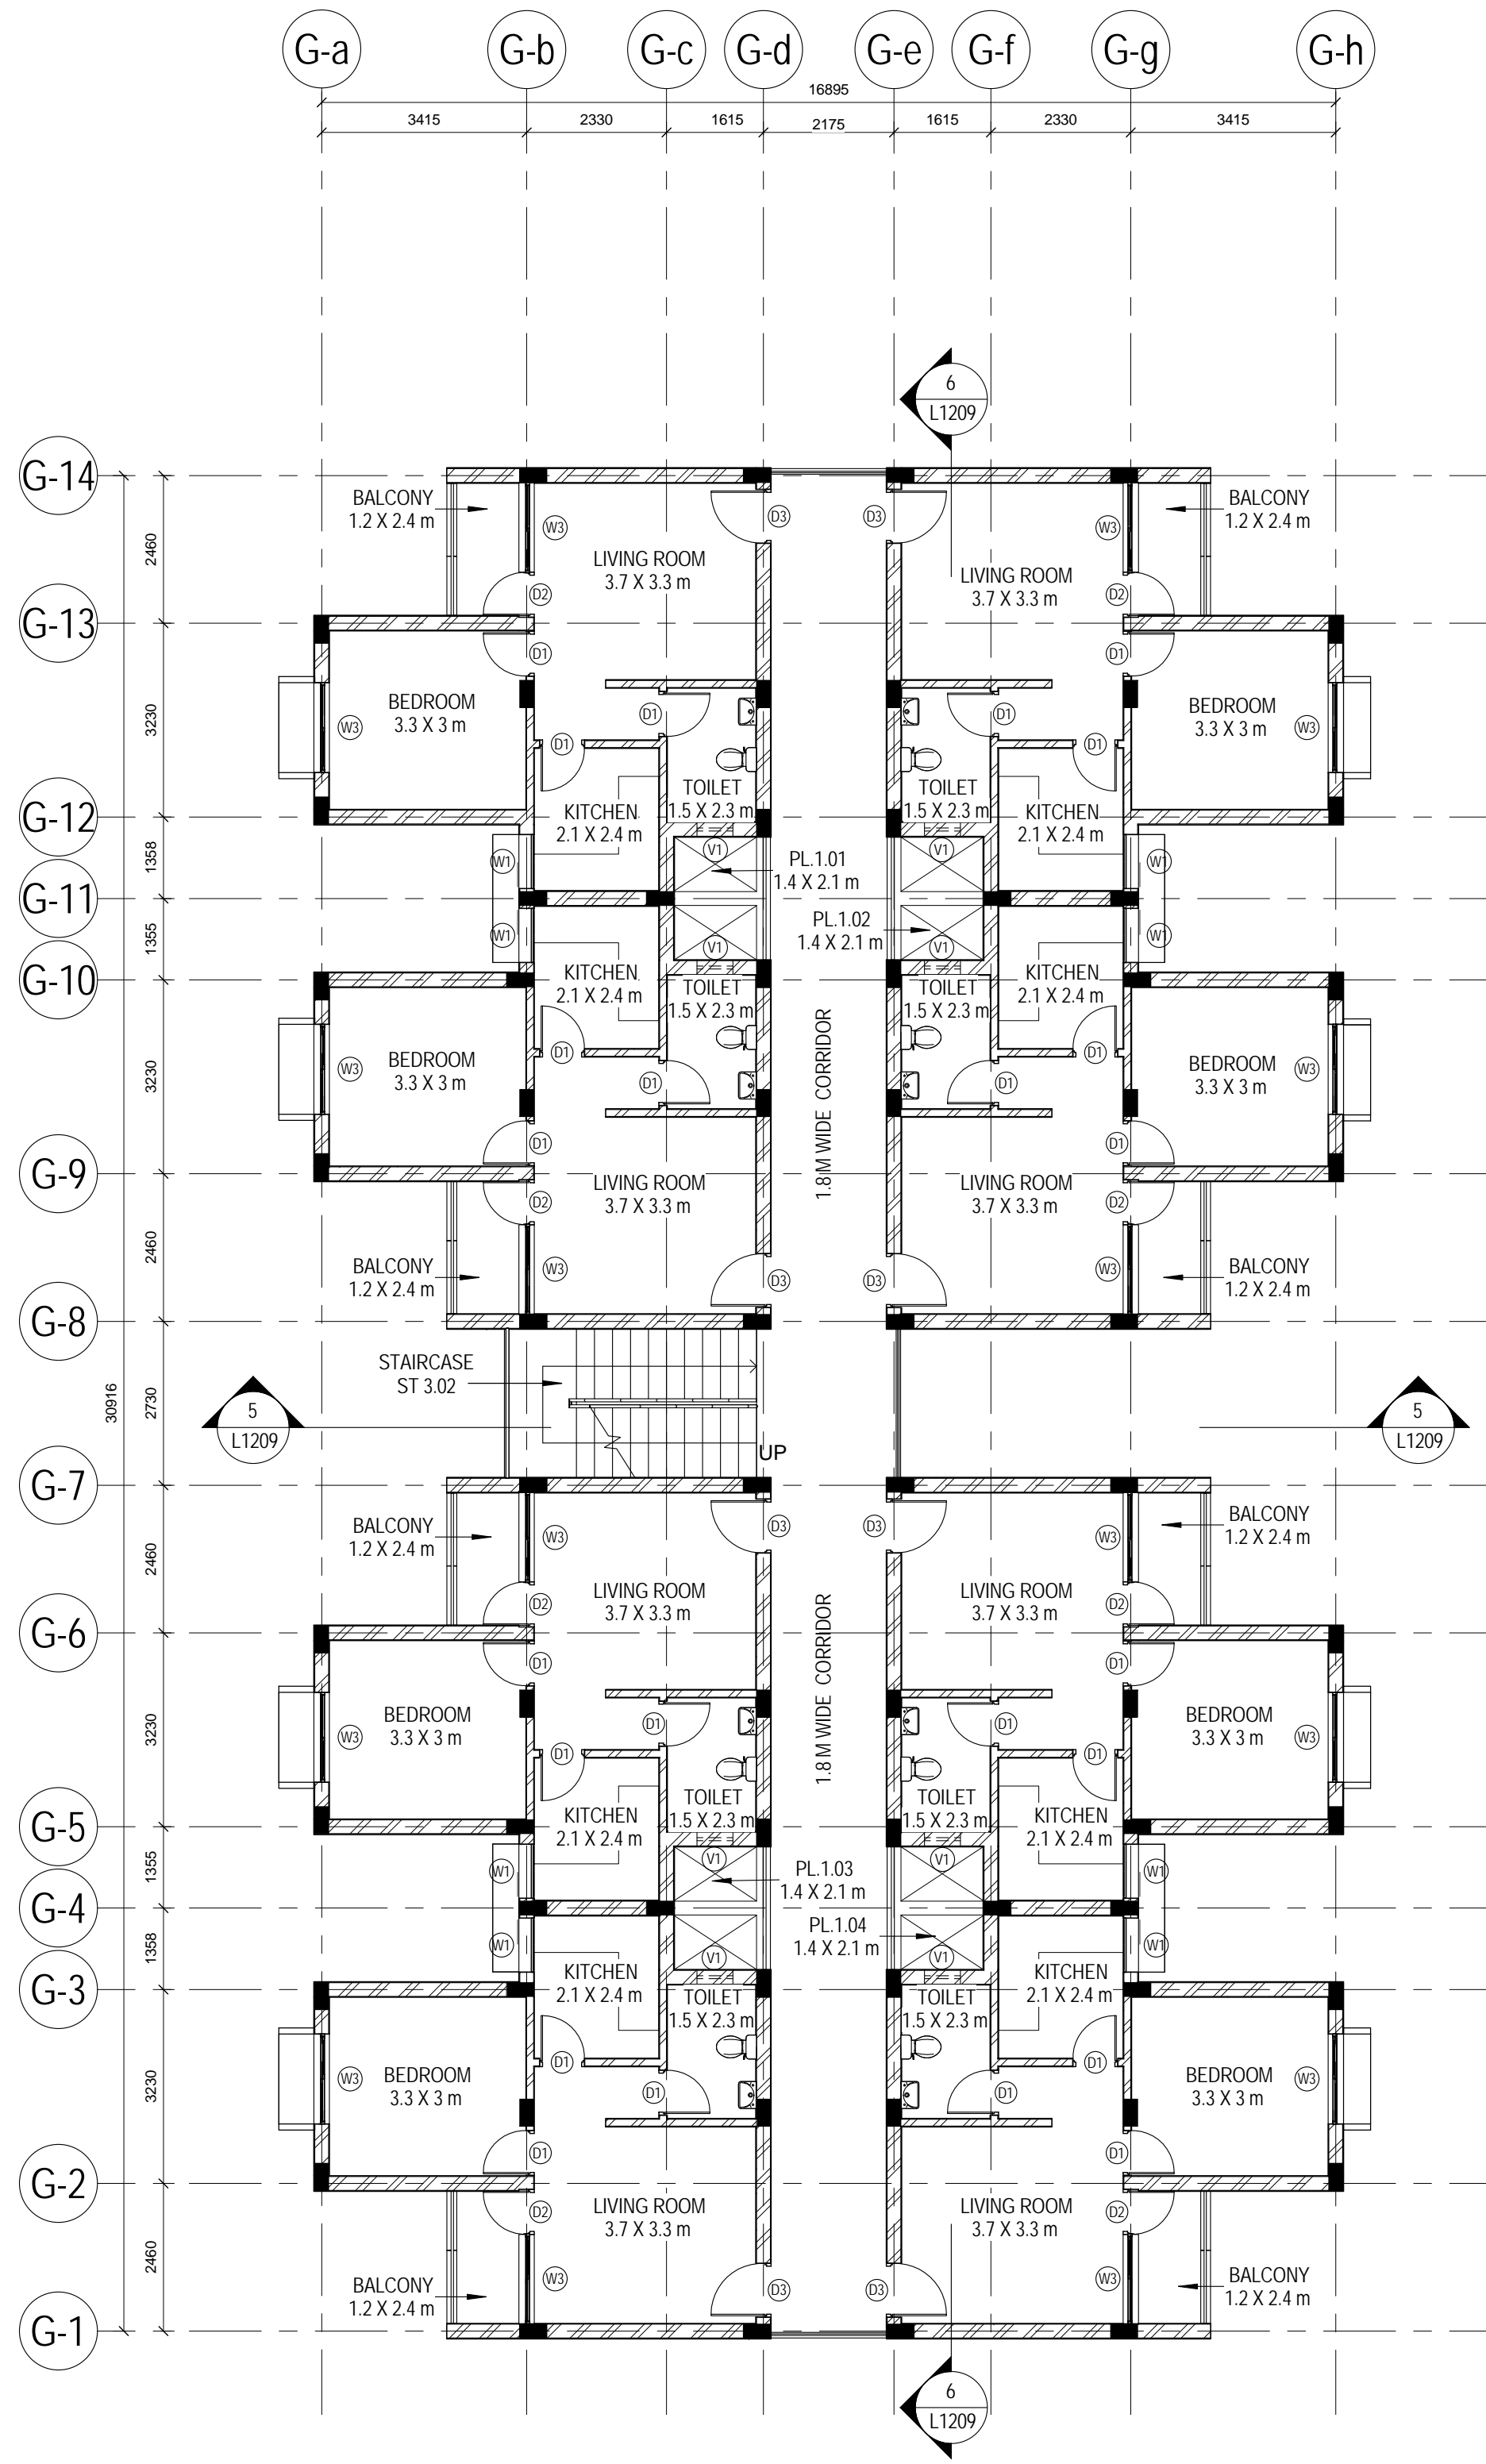 G-a G-b G-c G-d G-e G-f G-g G-h
16895
3415 2330 1615 2175 1615 2330 3415
6
L1209
G-14
BALCONY
1.2 X 2.4 m
W3
D3 D3
W3
BALCONY
1.2 X 2.4 m
2460
LIVING ROOM
3.7 X 3.3 m
LIVING ROOM
3.7 X 3.3 m
D2 D2
G-13
D1 D1
3230
W3
BEDROOM
3.3 X 3 m
D1 D1
BEDROOM
3.3 X 3 m
W3
D1 D1
TOILET
1.5 X 2.3 m
TOILET
1.5 X 2.3 m
G-12
KITCHEN
2.1 X 2.4 m
KITCHEN
2.1 X 2.4 m
1358
W1 V1 V1 W1
PL.1.01
1.4 X 2.1 m
G-11
PL.1.02
1.4 X 2.1 m
1355
W1 V1 V1 W1
G-10
KITCHEN
2.1 X 2.4 m
TOILET
1.5 X 2.3 m
TOILET
1.5 X 2.3 m
KITCHEN
2.1 X 2.4 m
1.8 M WIDE CORRIDOR
3230
W3
BEDROOM
3.3 X 3 m
D1 D1
BEDROOM
3.3 X 3 m
W3
D1 D1
D1 D1
G-9
LIVING ROOM
3.7 X 3.3 m
LIVING ROOM
3.7 X 3.3 m
D2 D2
2460
BALCONY
1.2 X 2.4 m
W3
D3 D3
W3
BALCONY
1.2 X 2.4 m
G-8
STAIRCASE
ST 3.02
30916
2730
5
L1209
5
L1209
UP
G-7
BALCONY
1.2 X 2.4 m
W3
D3 D3
W3
BALCONY
1.2 X 2.4 m
2460
LIVING ROOM
3.7 X 3.3 m
LIVING ROOM
3.7 X 3.3 m
D2 D2
G-6
1.8 M WIDE CORRIDOR
D1 D1
3230
W3
BEDROOM
3.3 X 3 m
D1 D1
BEDROOM
3.3 X 3 m
W3
D1 D1
TOILET
1.5 X 2.3 m
TOILET
1.5 X 2.3 m
G-5
KITCHEN
2.1 X 2.4 m
KITCHEN
2.1 X 2.4 m
1355
W1 V1 V1 W1
PL.1.03
1.4 X 2.1 m
G-4
PL.1.04
1.4 X 2.1 m
1358
W1 V1 V1 W1
G-3
KITCHEN
2.1 X 2.4 m
TOILET
1.5 X 2.3 m
TOILET
1.5 X 2.3 m
KITCHEN
2.1 X 2.4 m
3230
W3
BEDROOM
3.3 X 3 m
D1 D1
BEDROOM
3.3 X 3 m
W3
D1 D1
D1 D1
G-2
LIVING ROOM
3.7 X 3.3 m
LIVING ROOM
3.7 X 3.3 m
D2 D2
2460
BALCONY
1.2 X 2.4 m
W3
D3 D3
W3
BALCONY
1.2 X 2.4 m
G-1
6
L1209